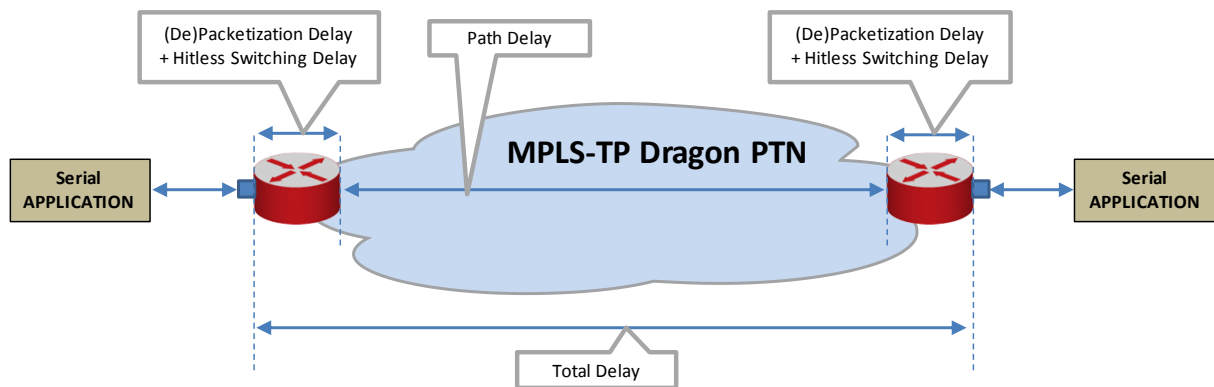 (De)Packetization Delay
+ Hitless Switching Delay
Path Delay
(De)Packetization Delay
+ Hitless Switching Delay
MPLS-TP Dragon PTN
Serial
APPLICATION
Serial
APPLICATION
Total Delay